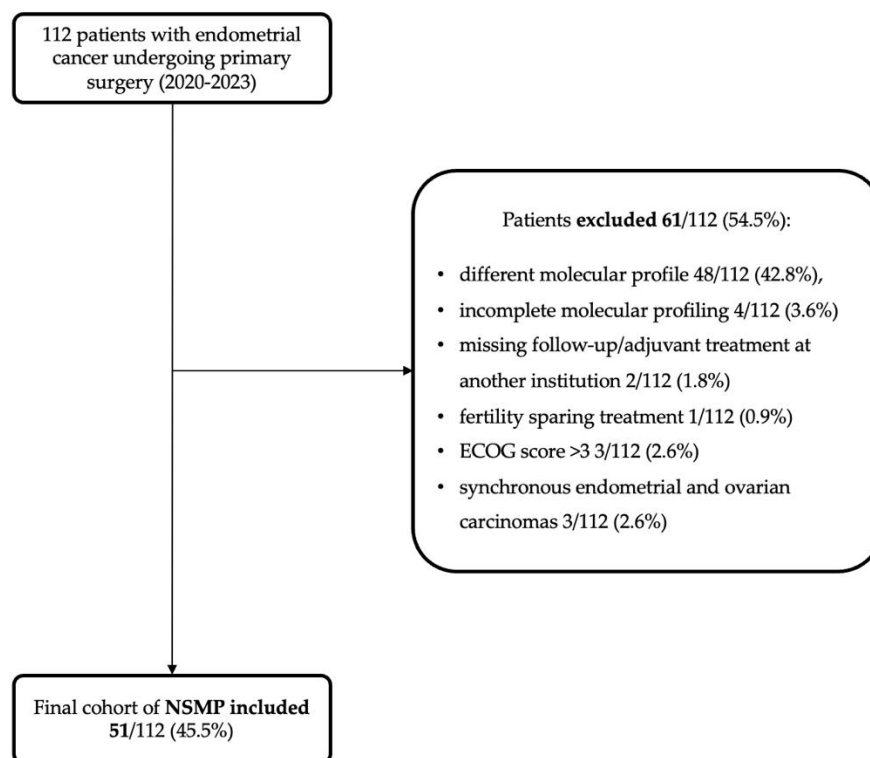 112 patients with endometrial
cancer undergoing primary
surgery (2020-2023)
Patients excluded 61/112 (54.5%):
• different molecular profile 48/112 (42.8%),
• incomplete molecular profiling 4/112 (3.6%)
• missing follow-up/adjuvant treatment at
another institution 2/112 (1.8%)
• fertility sparing treatment 1/112 (0.9%)
• ECOG score >3 3/112 (2.6%)
• synchronous endometrial and ovarian
carcinomas 3/112 (2.6%)
Final cohort of NSMP included
51/112 (45.5%)